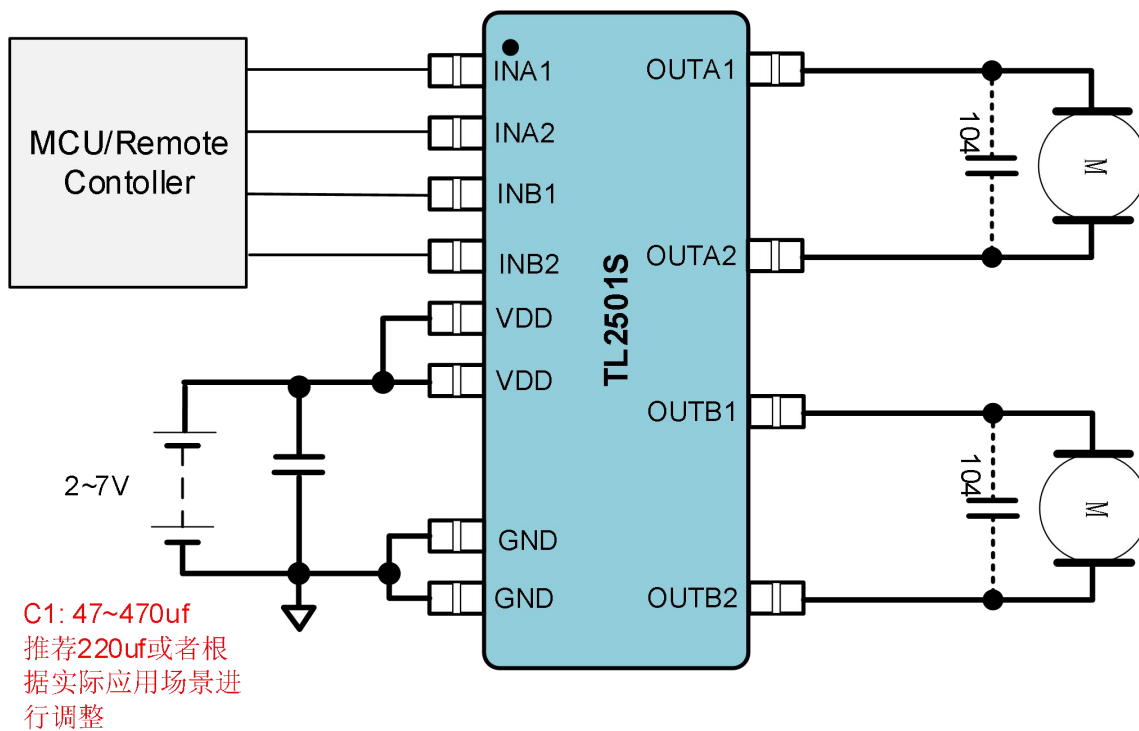 MCU/Remote
Contoller
INA1
INA2
INB1
INB2
VDD
VDD
GND
GND
TL2501S
OUTA1
OUTA2
OUTB1
OUTB2
104
M
104
M
2~7V
C1: 47~470uf
推荐220uf或者根
据实际应用场景进
行调整